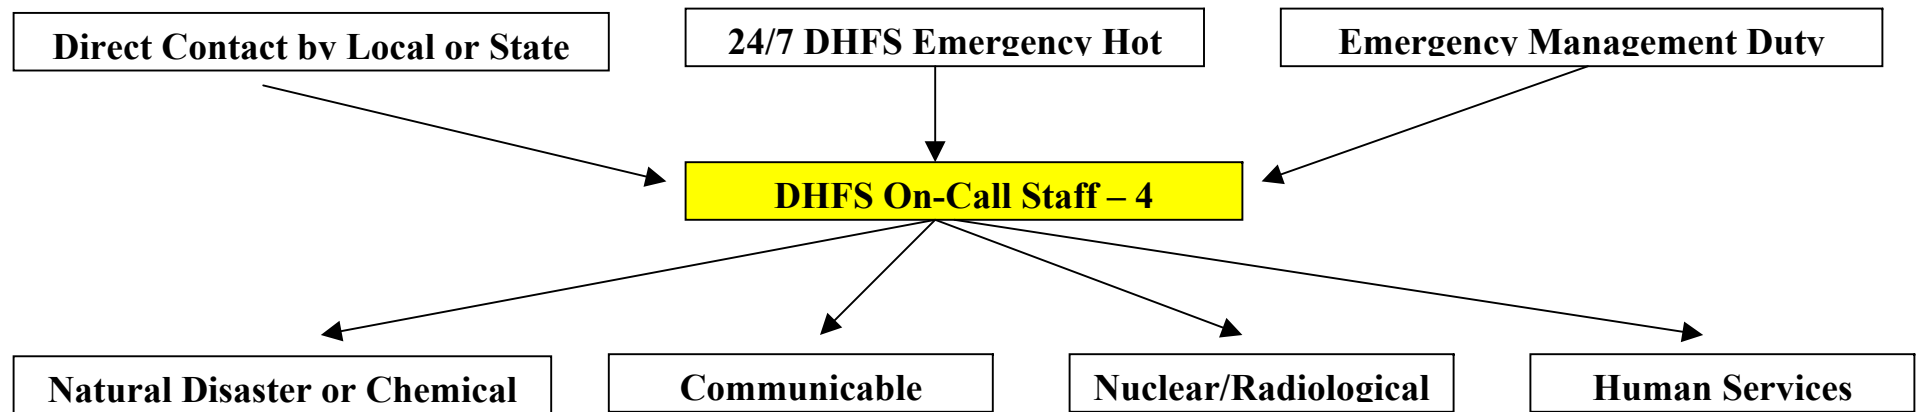 Direct Contact by Local or State
24/7 DHFS Emergency Hot
Emergency Management Duty
DHFS On-Call Staff – 4
Natural Disaster or Chemical
Communicable
Nuclear/Radiological
Human Services